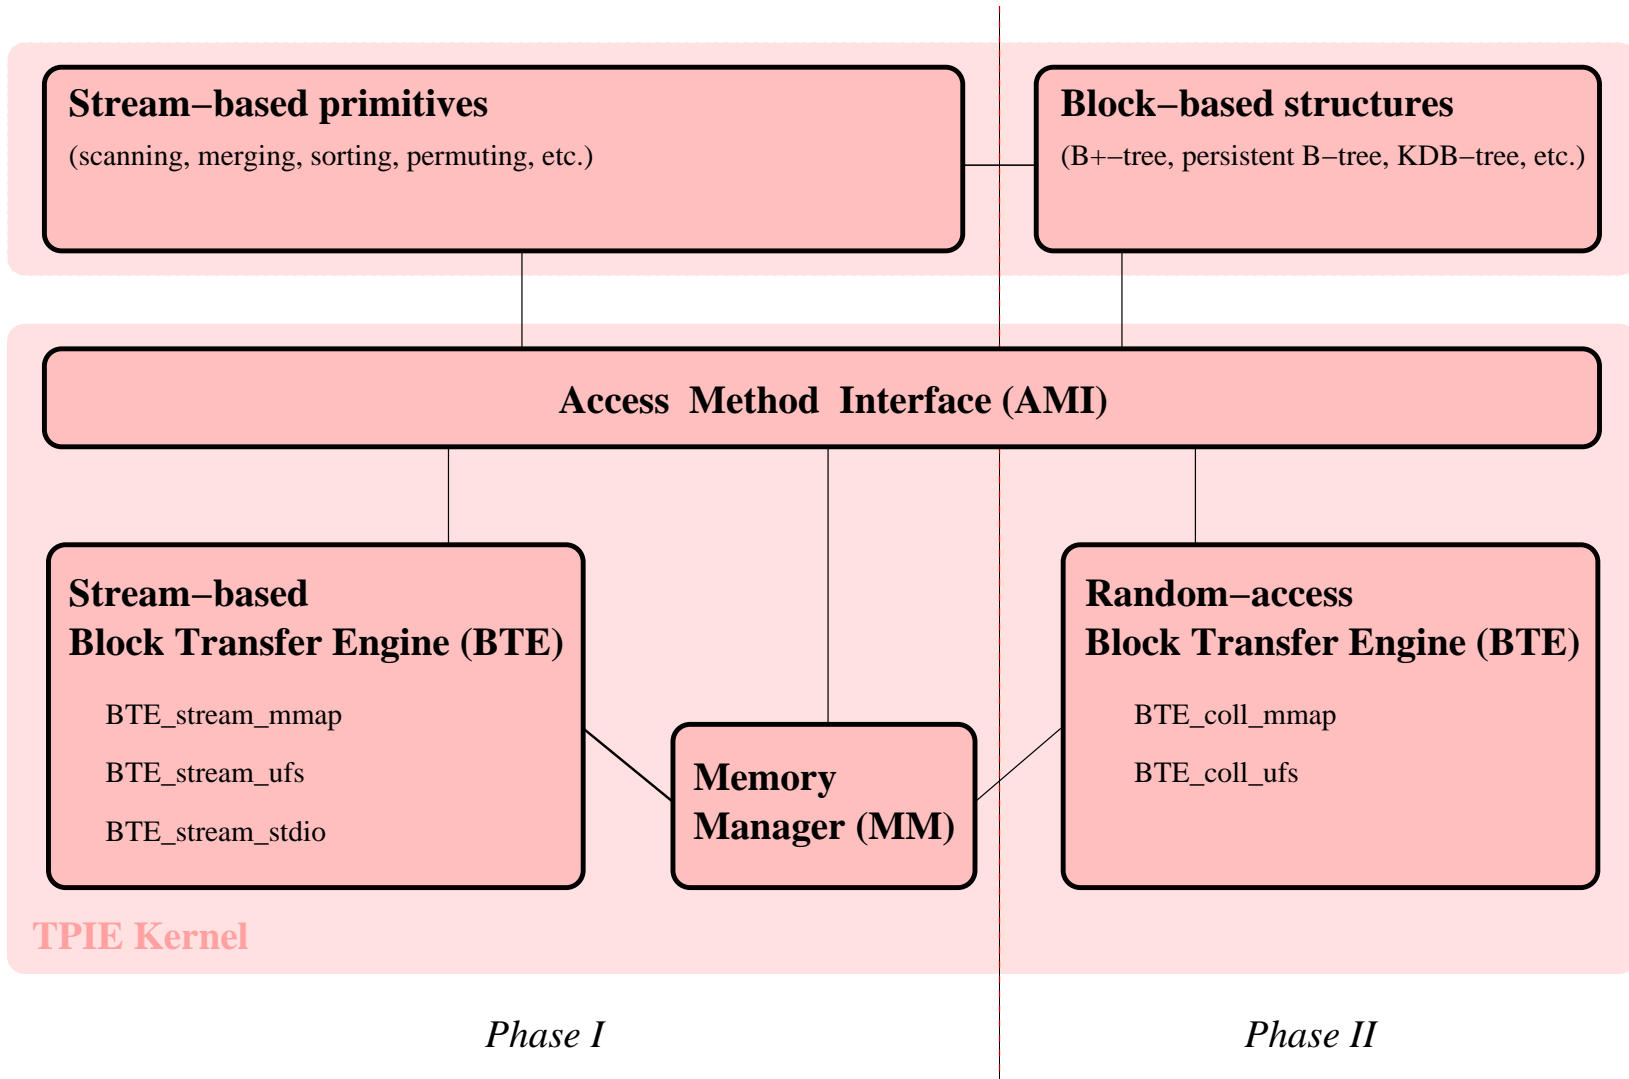 Stream−based primitives
(scanning, merging, sorting, permuting, etc.)
Block−based structures
(B+−tree, persistent B−tree, KDB−tree, etc.)
Access Method Interface (AMI)
Stream−based
Block Transfer Engine (BTE)
BTE_stream_mmap
BTE_stream_ufs
BTE_stream_stdio
Memory
Manager (MM)
Random−access
Block Transfer Engine (BTE)
BTE_coll_mmap
BTE_coll_ufs
TPIE Kernel
Phase I
Phase II